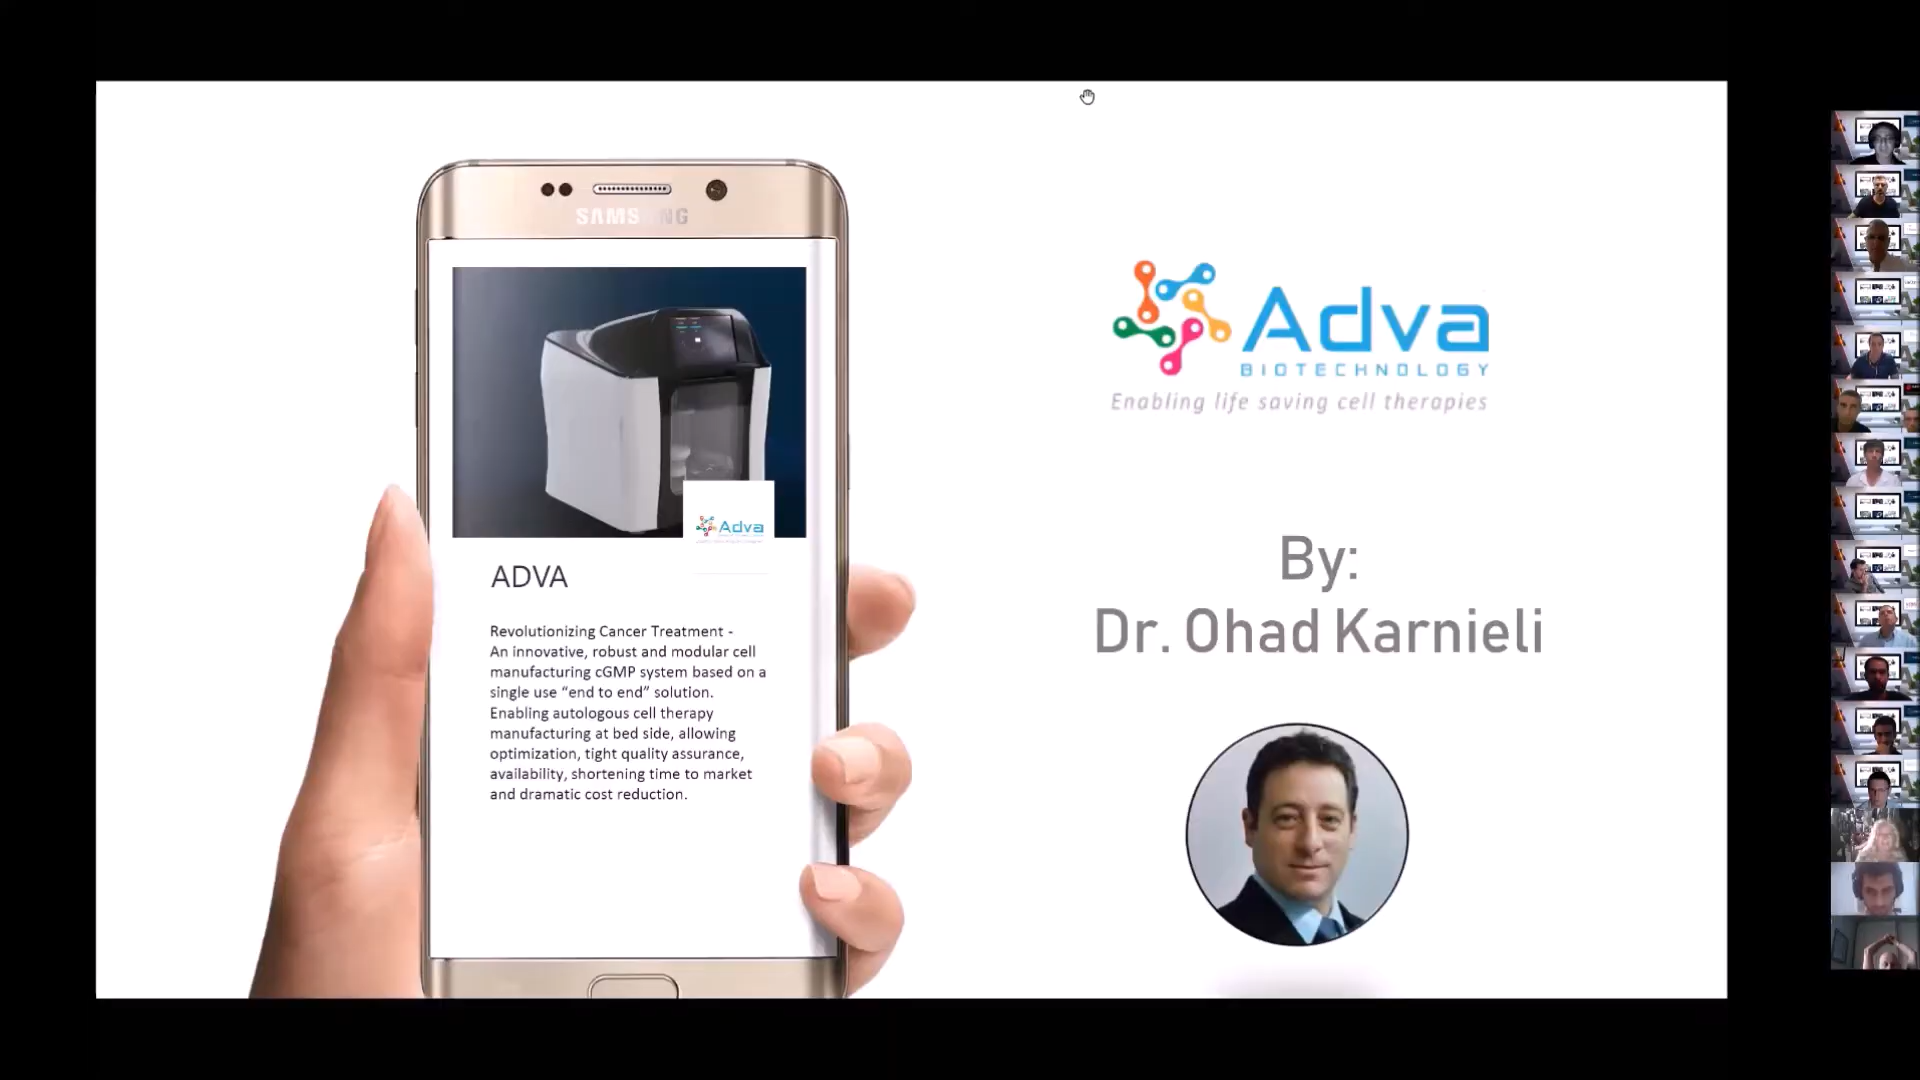 SAMSUNG
Adva
ADVA
Revolutionizing Cancer Treatment -
An innovative, robust and modular cell
manufacturing cGMP system based on a
single use “end to end” solution.
Enabling autologous cell therapy
manufacturing at bed side, allowing
optimization, tight quality assurance,
availability, shortening time to market
and dramatic cost reduction.
Adva
BIOTECHNOLOGY
Enabling life saving cell therapies
By:
Dr. Ohad Karnieli